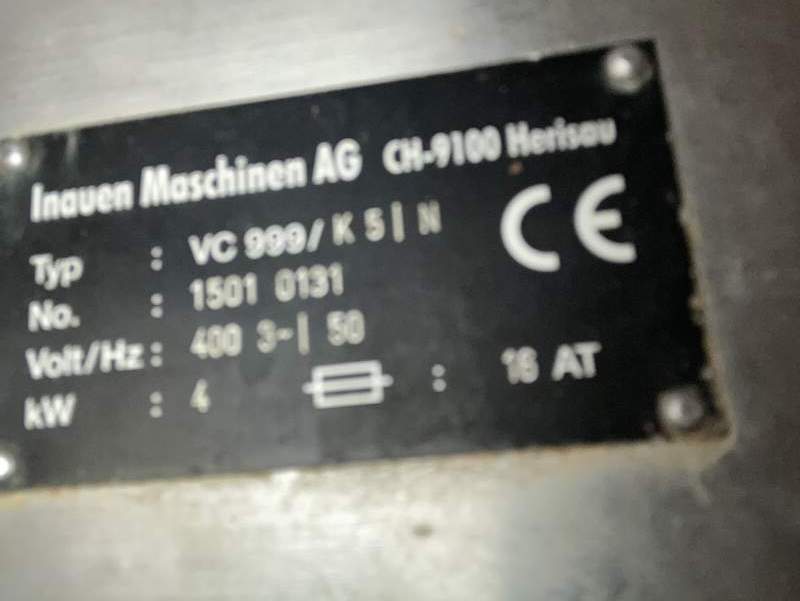 Inauen Maschinen AG CH-9100 Herisau
Typ : VC 999/ K 5 | N
No. : 1501 0131
Volt/Hz : 400 3~ | 50
kW : 4 : 16 AT
CE